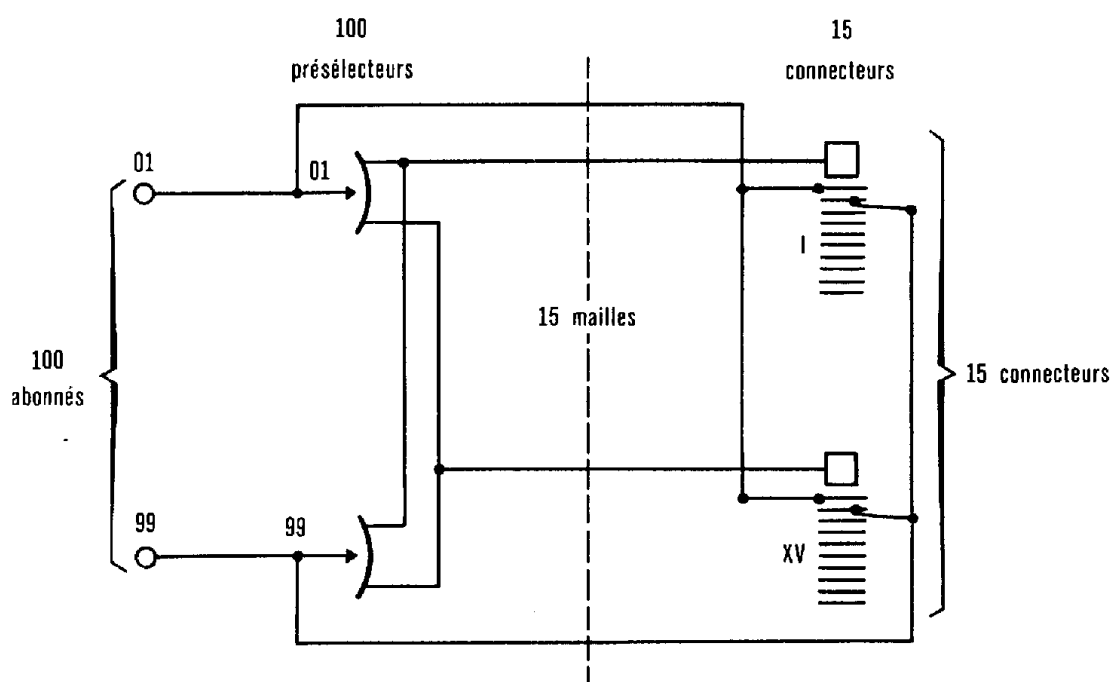 100
présélecteurs
15
connecteurs
01
01
I
15 mailles
100
abonnés
15 connecteurs
99
99
XV